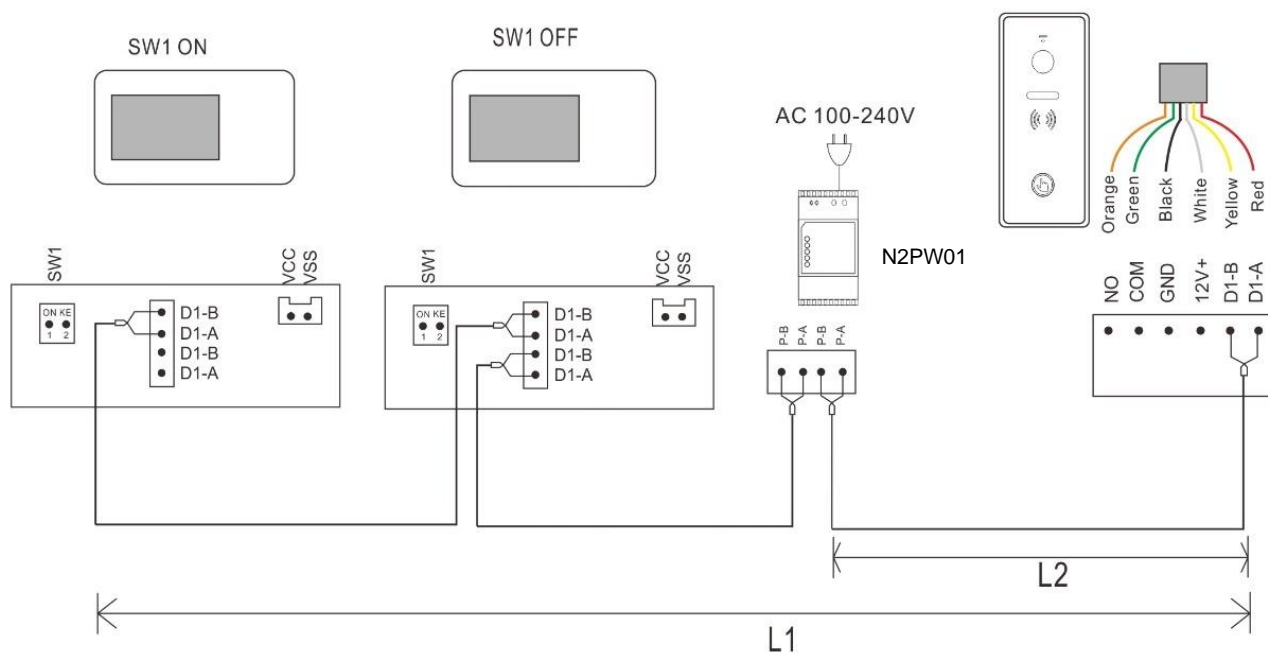 SW1 ON
SW1 OFF
AC 100-240V
N2PW01
Orange
Green
Black
White
Yellow
Red
SW1
VCC
VSS
ON KE
1 2
D1-B
D1-A
D1-B
D1-A
SW1
VCC
VSS
ON KE
1 2
D1-B
D1-A
D1-B
D1-A
P-B
P-A
P-B
P-A
NO
COM
GND
12V+
D1-B
D1-A
L2
L1